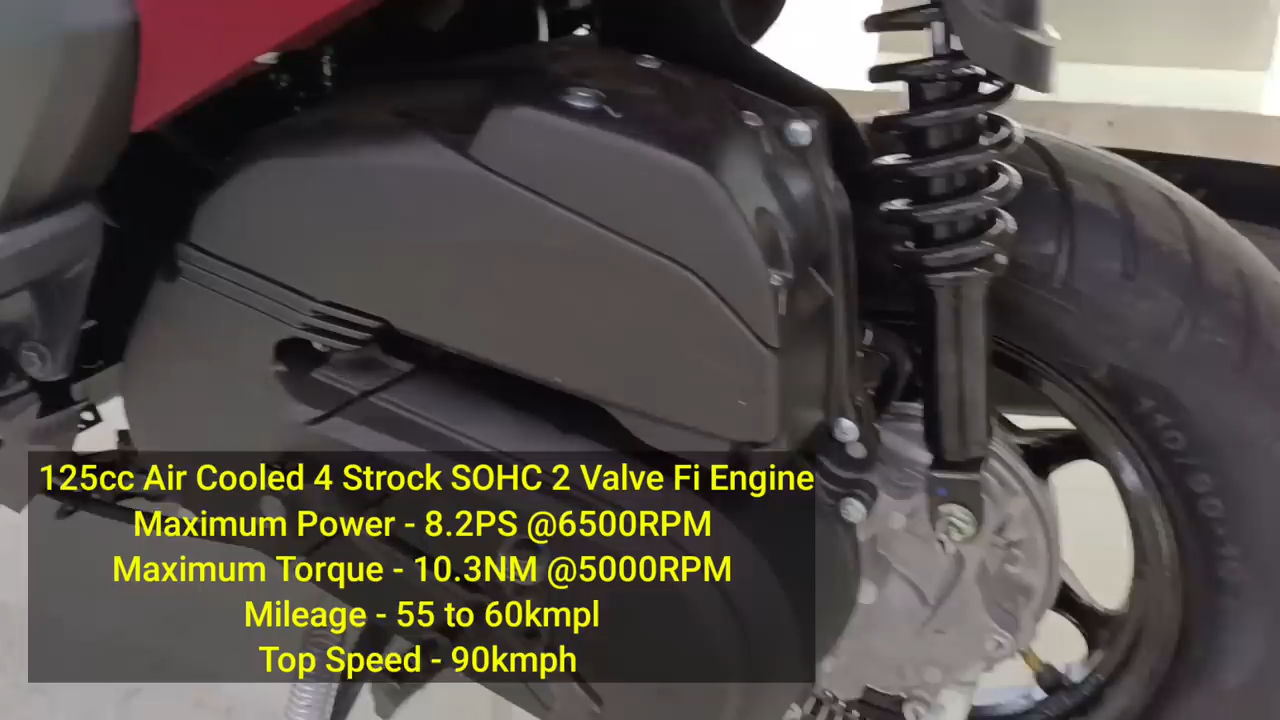 125cc Air Cooled 4 Strock SOHC 2 Valve Fi Engine
Maximum Power - 8.2PS @6500RPM
Maximum Torque - 10.3NM @5000RPM
Mileage - 55 to 60kmpl
Top Speed - 90kmph